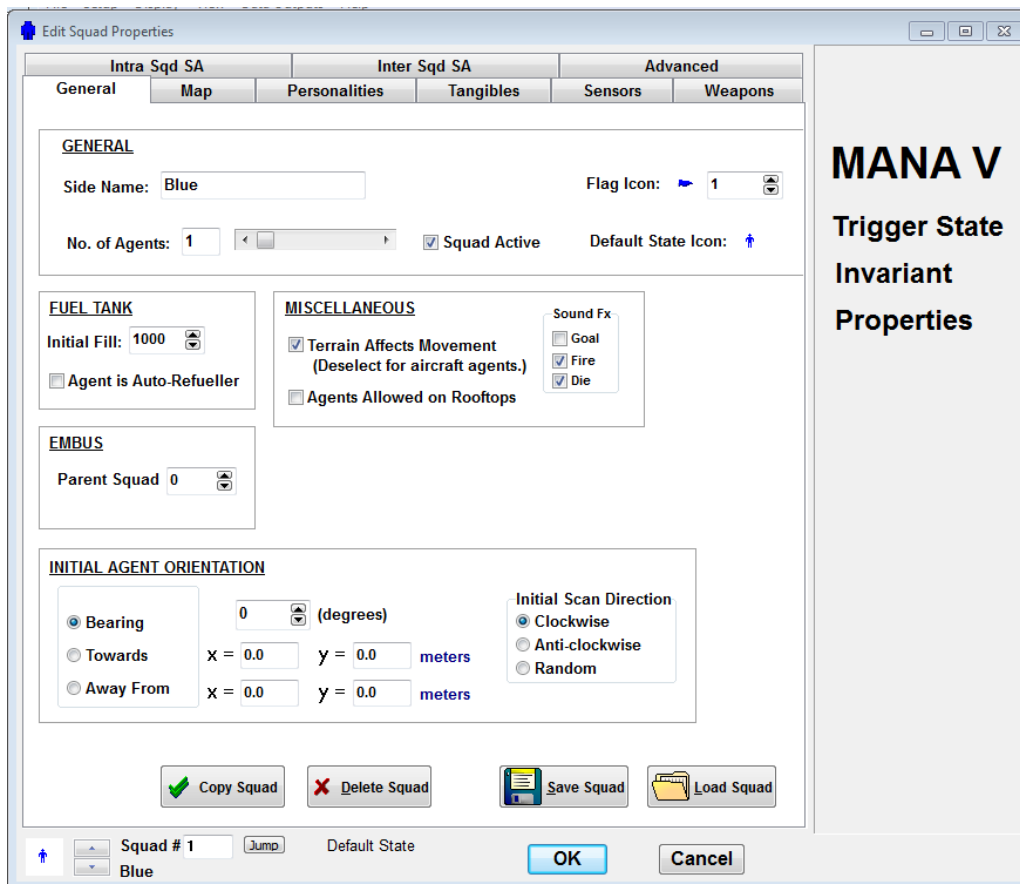 Edit Squad Properties
Intra Sqd SA Inter Sqd SA Advanced
General Map Personalities Tangibles Sensors Weapons
GENERAL
Side Name: Blue Flag Icon: 1
No. of Agents: 1 Squad Active Default State Icon:
FUEL TANK
Initial Fill: 1000
Agent is Auto-Refueller
MISCELLANEOUS
Terrain Affects Movement
(Deselect for aircraft agents.)
Agents Allowed on Rooftops
Sound Fx
Goal
Fire
Die
EMBUS
Parent Squad 0
INITIAL AGENT ORIENTATION
Bearing 0 (degrees)
Towards x = 0.0 y = 0.0 meters
Away From x = 0.0 y = 0.0 meters
Initial Scan Direction
Clockwise
Anti-clockwise
Random
Copy Squad Delete Squad Save Squad Load Squad
Squad # 1 Jump Default State
Blue
OK Cancel
MANA V
Trigger State
Invariant
Properties